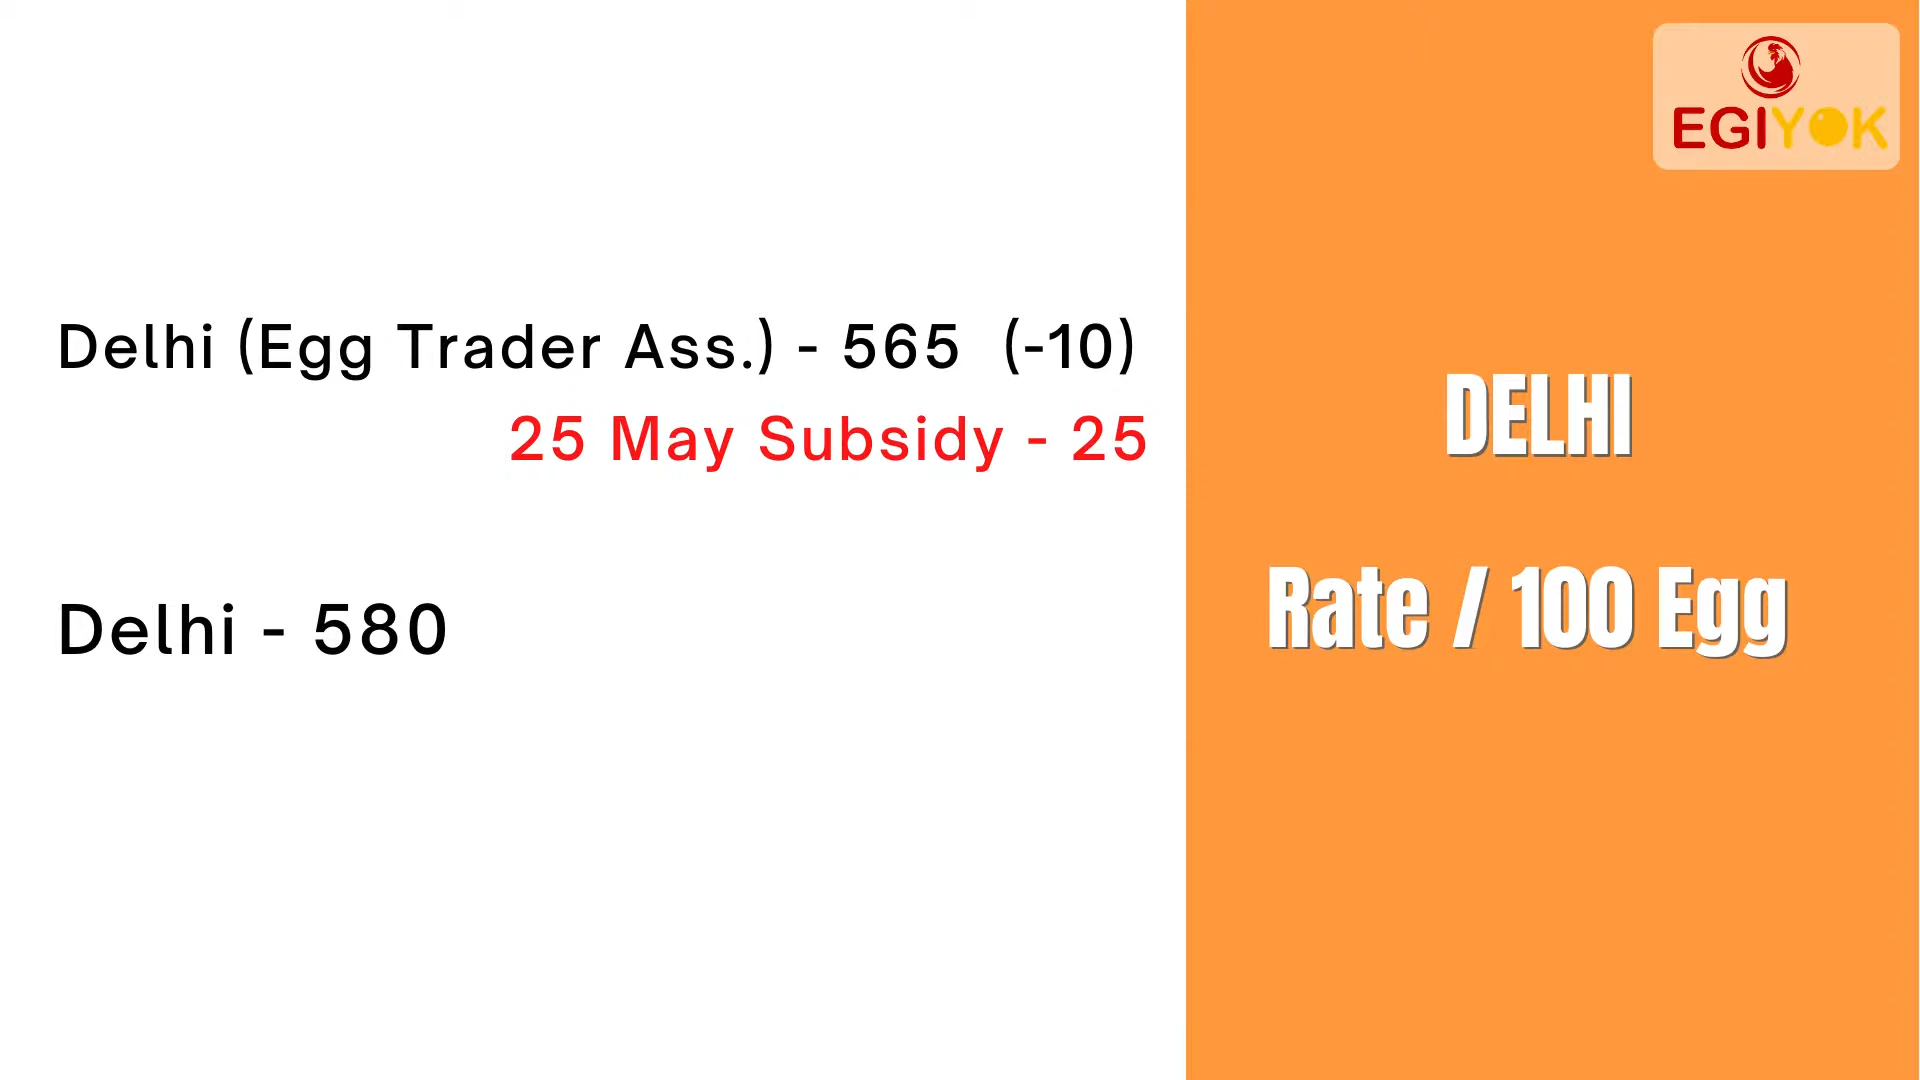 EGIYOK
Delhi (Egg Trader Ass.) - 565 (-10)
25 May Subsidy - 25
Delhi - 580
DELHI
Rate / 100 Egg